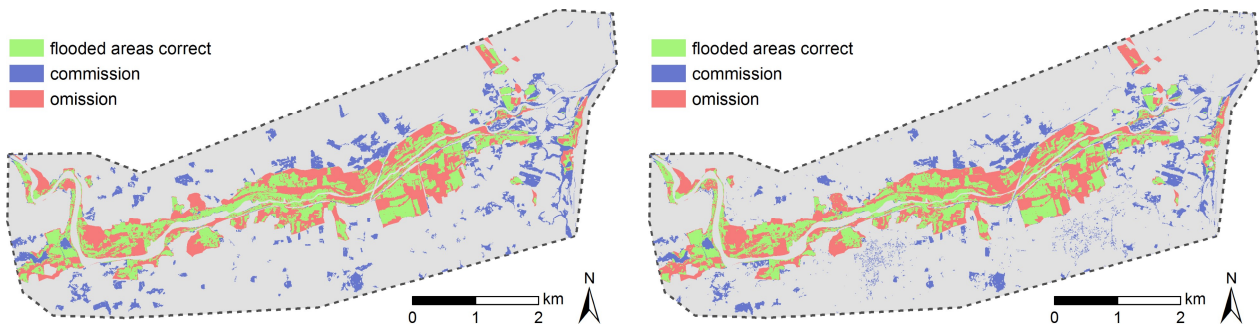 flooded areas correct
commission
omission
N
km
0 1 2
flooded areas correct
commission
omission
N
km
0 1 2